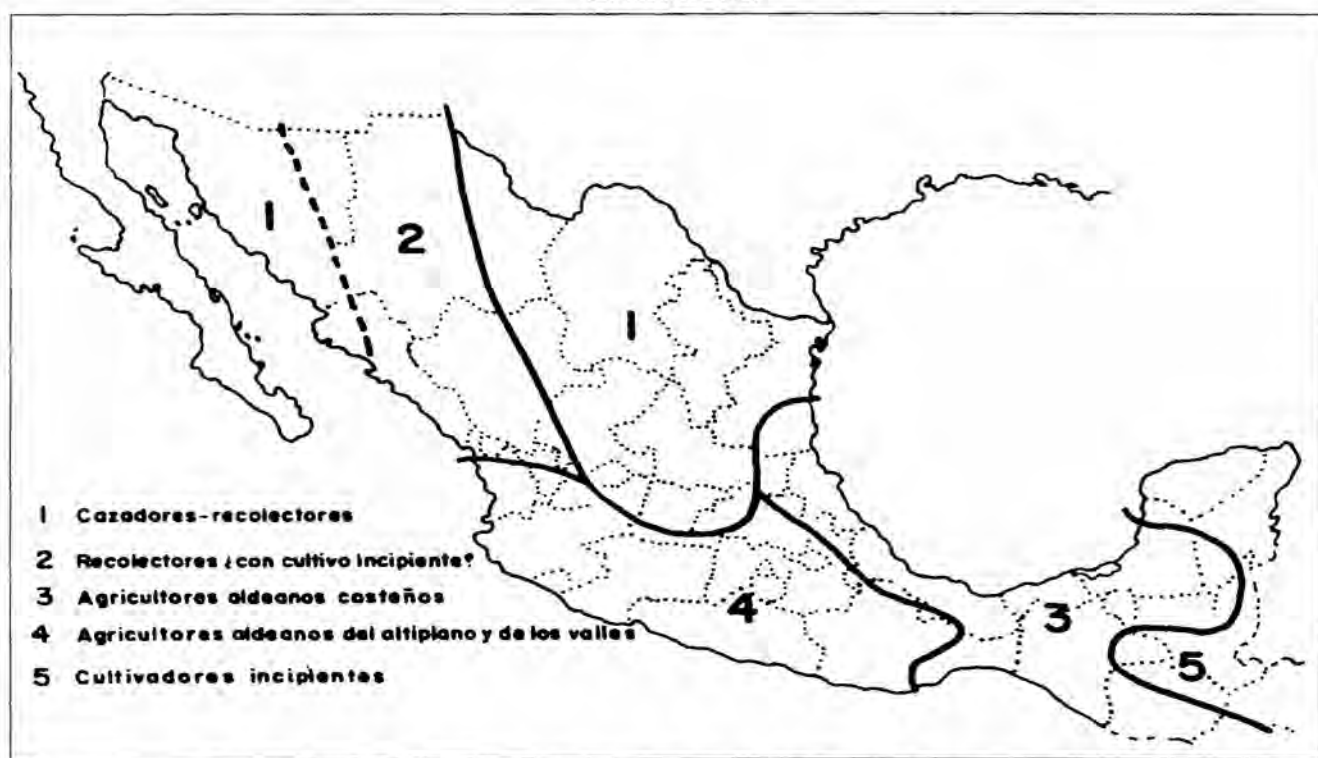 1
2
1
4
3
5
1 Cazadores-recolectores
2 Recolectores ¿con cultivo incipiente?
3 Agricultores aldeanos costeños
4 Agricultores aldeanos del altiplano y de los valles
5 Cultivadores incipientes